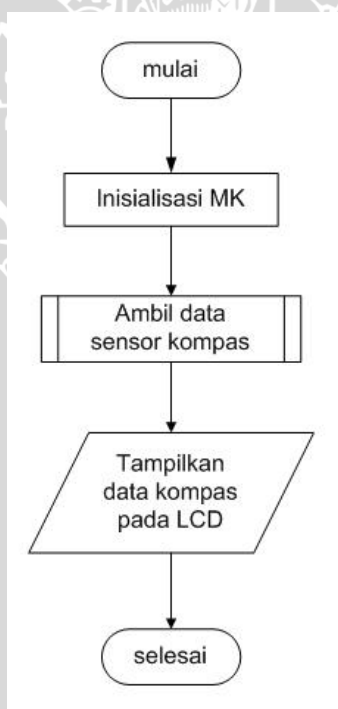 mulai
Inisialisasi MK
Ambil data
sensor kompas
Tampilkan
data kompas
pada LCD
selesai